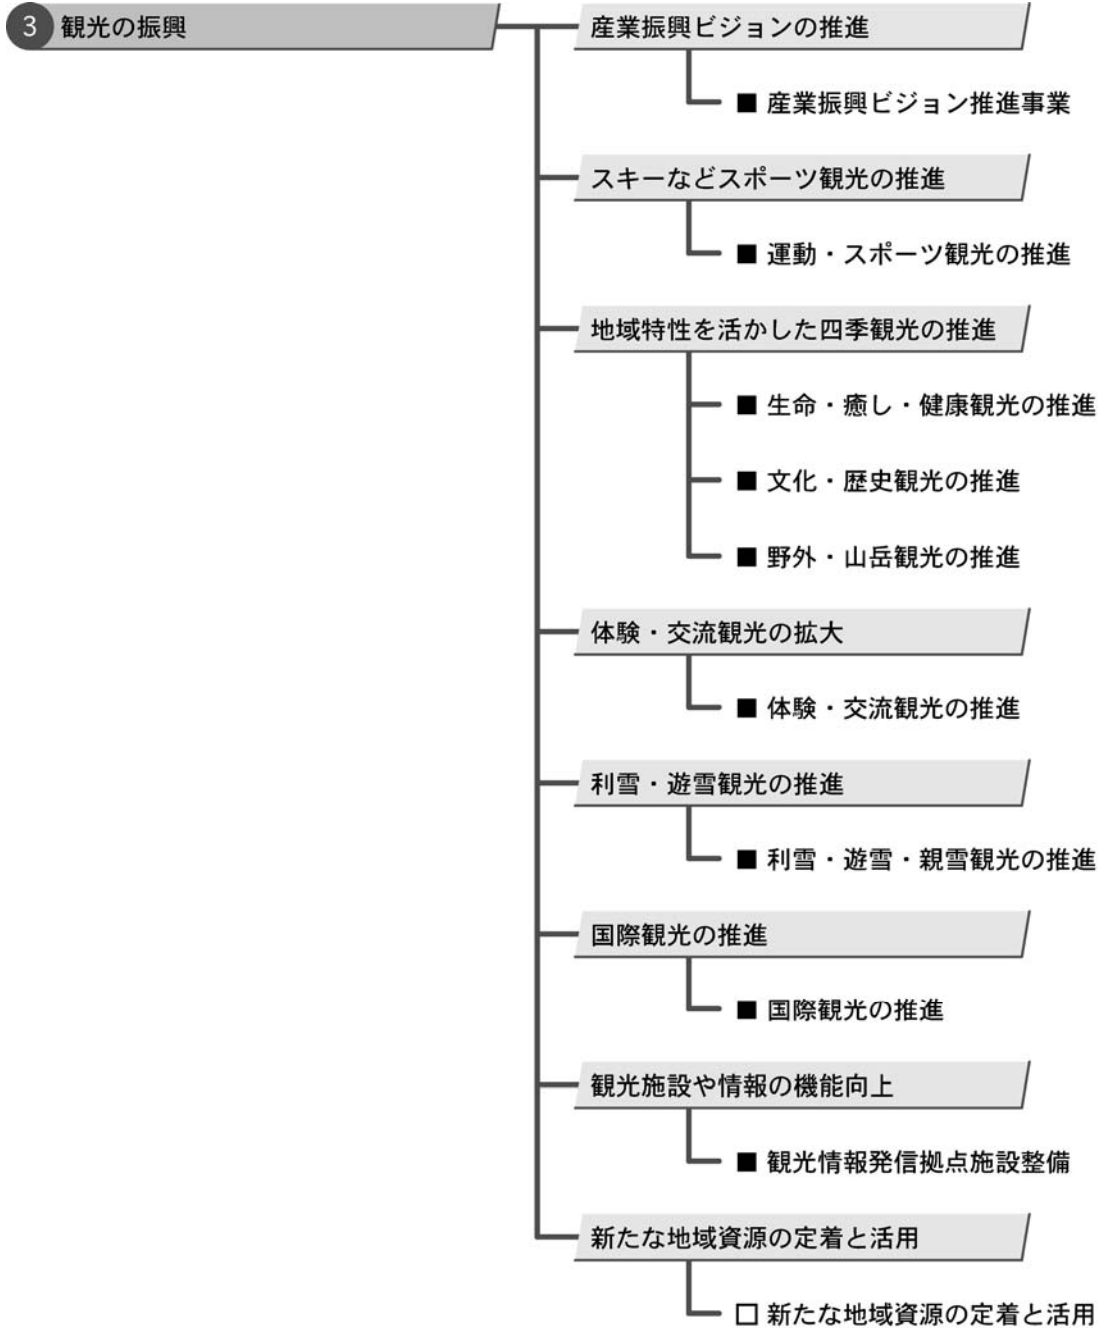 3 観光の振興
産業振興ビジョンの推進
■ 産業振興ビジョン推進事業
スキーなどスポーツ観光の推進
■ 運動・スポーツ観光の推進
地域特性を活かした四季観光の推進
■ 生命・癒し・健康観光の推進
■ 文化・歴史観光の推進
■ 野外・山岳観光の推進
体験・交流観光の拡大
■ 体験・交流観光の推進
利雪・遊雪観光の推進
■ 利雪・遊雪・親雪観光の推進
国際観光の推進
■ 国際観光の推進
観光施設や情報の機能向上
■ 観光情報発信拠点施設整備
新たな地域資源の定着と活用
□ 新たな地域資源の定着と活用